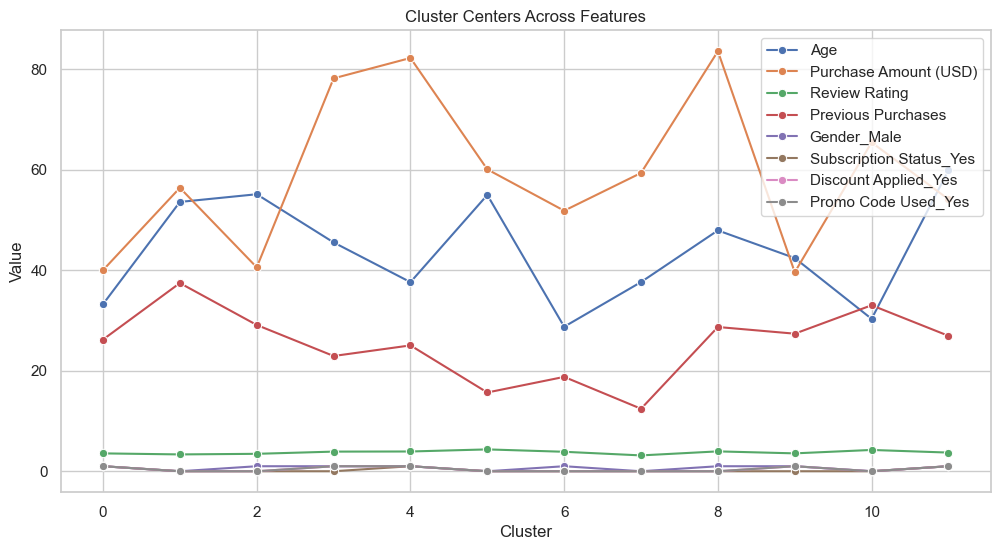 Cluster Centers Across Features
Age
Purchase Amount (USD)
Review Rating
Previous Purchases
Gender_Male
Subscription Status_Yes
Discount Applied_Yes
Promo Code Used_Yes
Value
80
60
40
20
0
0
2
4
6
8
10
Cluster